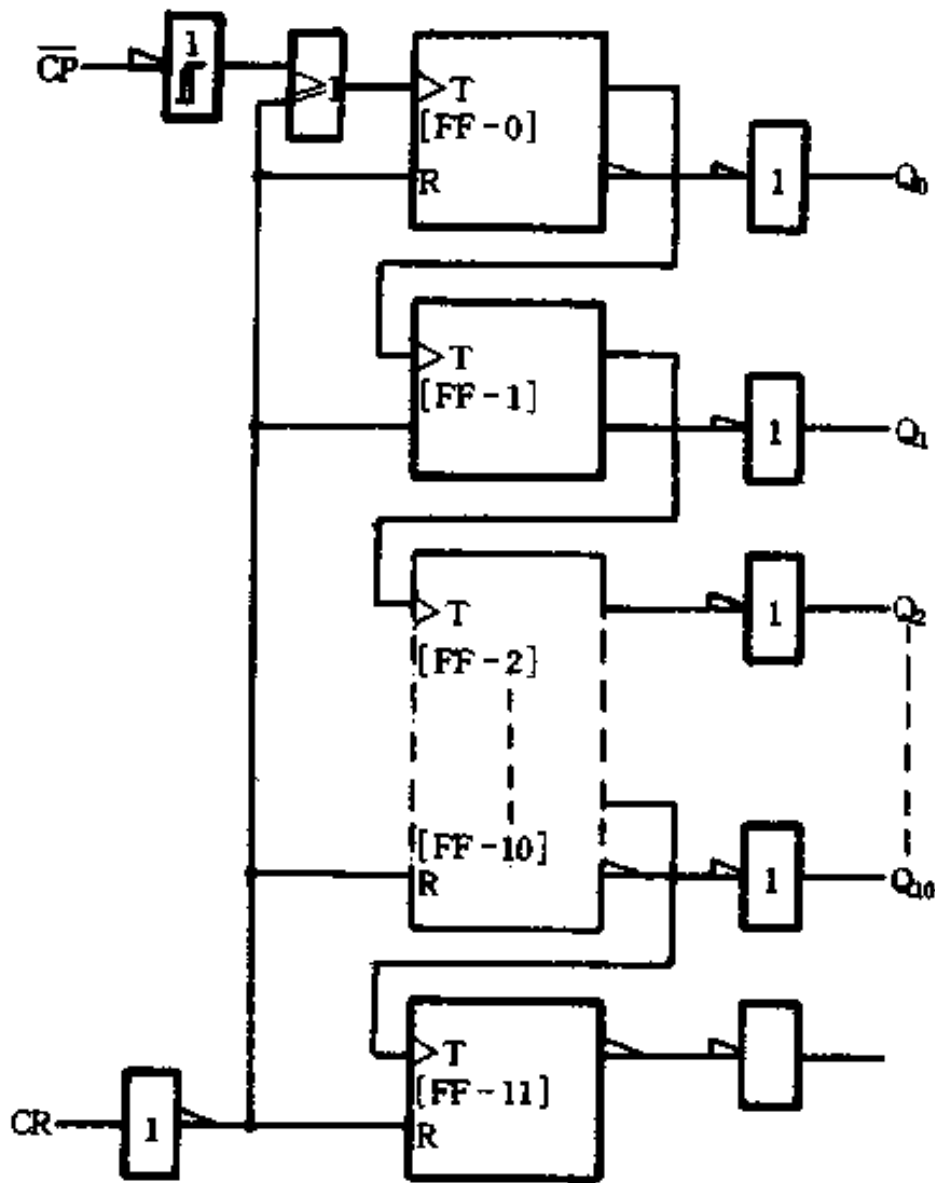 C̅P̅ 1 ≥1 T
[FF-0]
R 1 Q0
T
[FF-1]
1 Q1
T 1 Q2
[FF-2]
[FF-10]
R 1 Q10
T
[FF-11]
CR 1 R